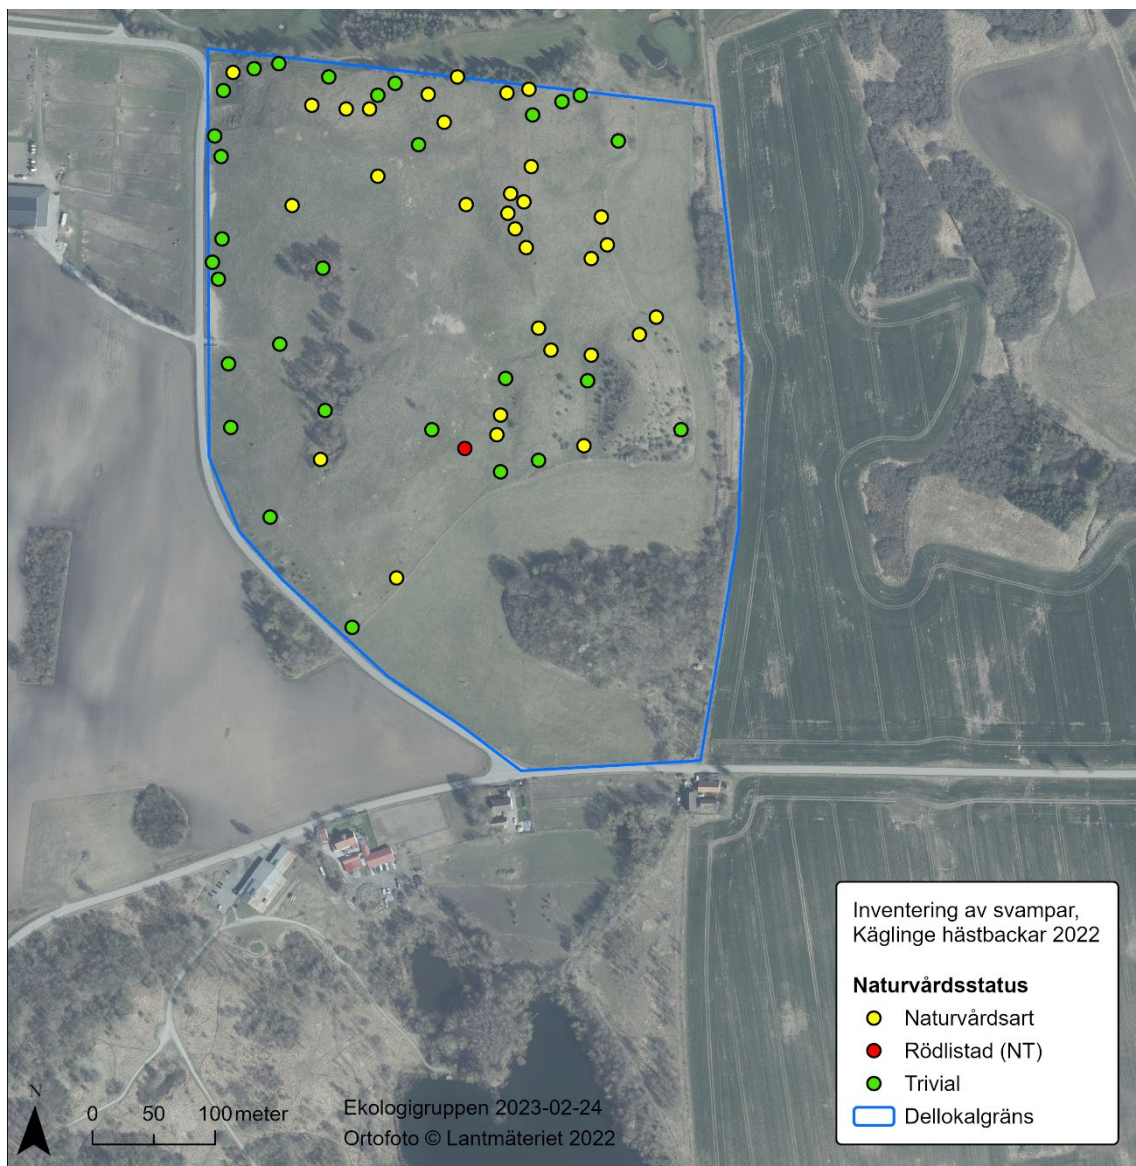 Inventering av svampar,
Käglinge hästbackar 2022
Naturvårdsstatus
Naturvårdsart
Rödlistad (NT)
Trivial
Dellokalgräns
N
0 50 100 meter
Ekologigruppen 2023-02-24
Ortofoto © Lantmäteriet 2022